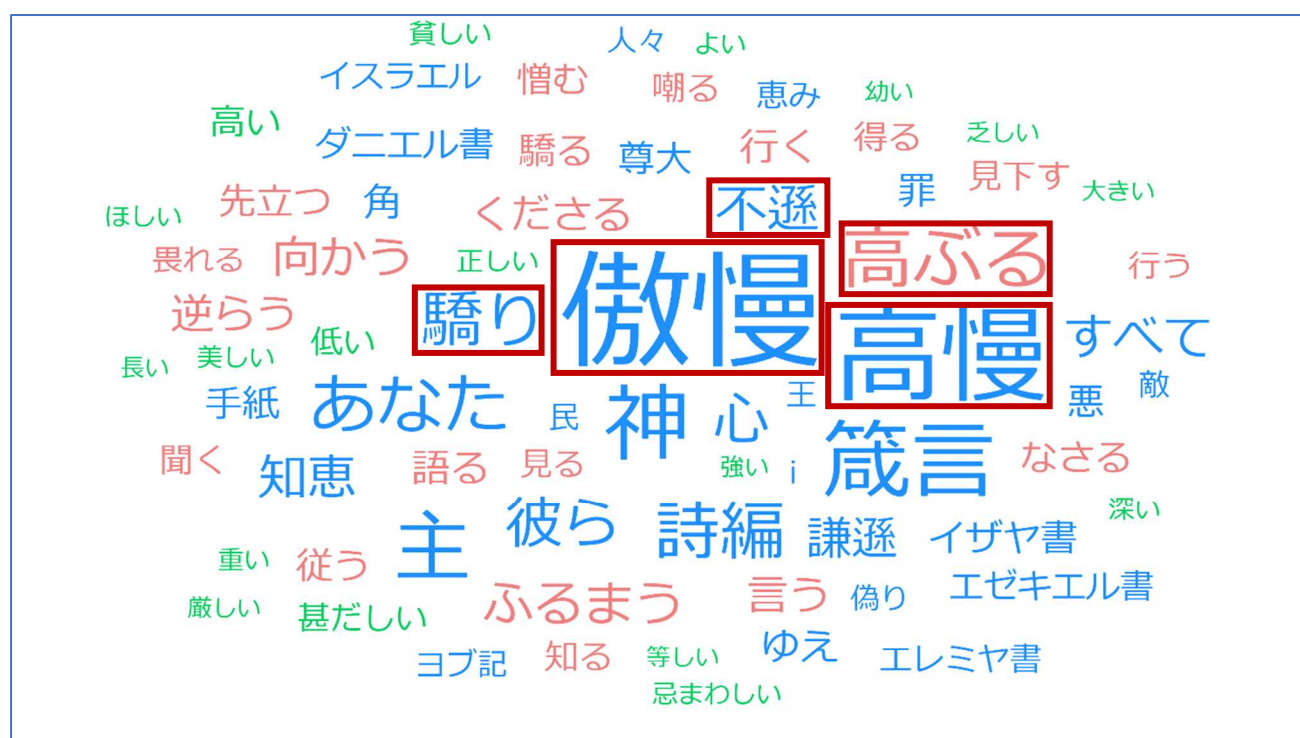 貧しい 人々 よい
イスラエル 憎む 嘲る 恵み 幼い
高い ダニエル書 驕る 尊大 行く 得る 乏しい
ほしい 先立つ 角 くださる 不遜 罪 見下す 大きい
畏れる 向かう 正しい 傲慢 高ぶる 行う
逆らう 低い 驕り 高慢 すべて
長い 美しい
手紙 あなた 民 神 心 王 悪 敵
聞く 知恵 語る 見る 強い i 箴言 なさる
主 彼ら 詩編 謙遜 イザヤ書 深い
重い 従う ふるまう 言う 偽り エゼキエル書
厳しい 甚だしい
ヨブ記 知る 等しい ゆえ エレミヤ書
忌まわしい